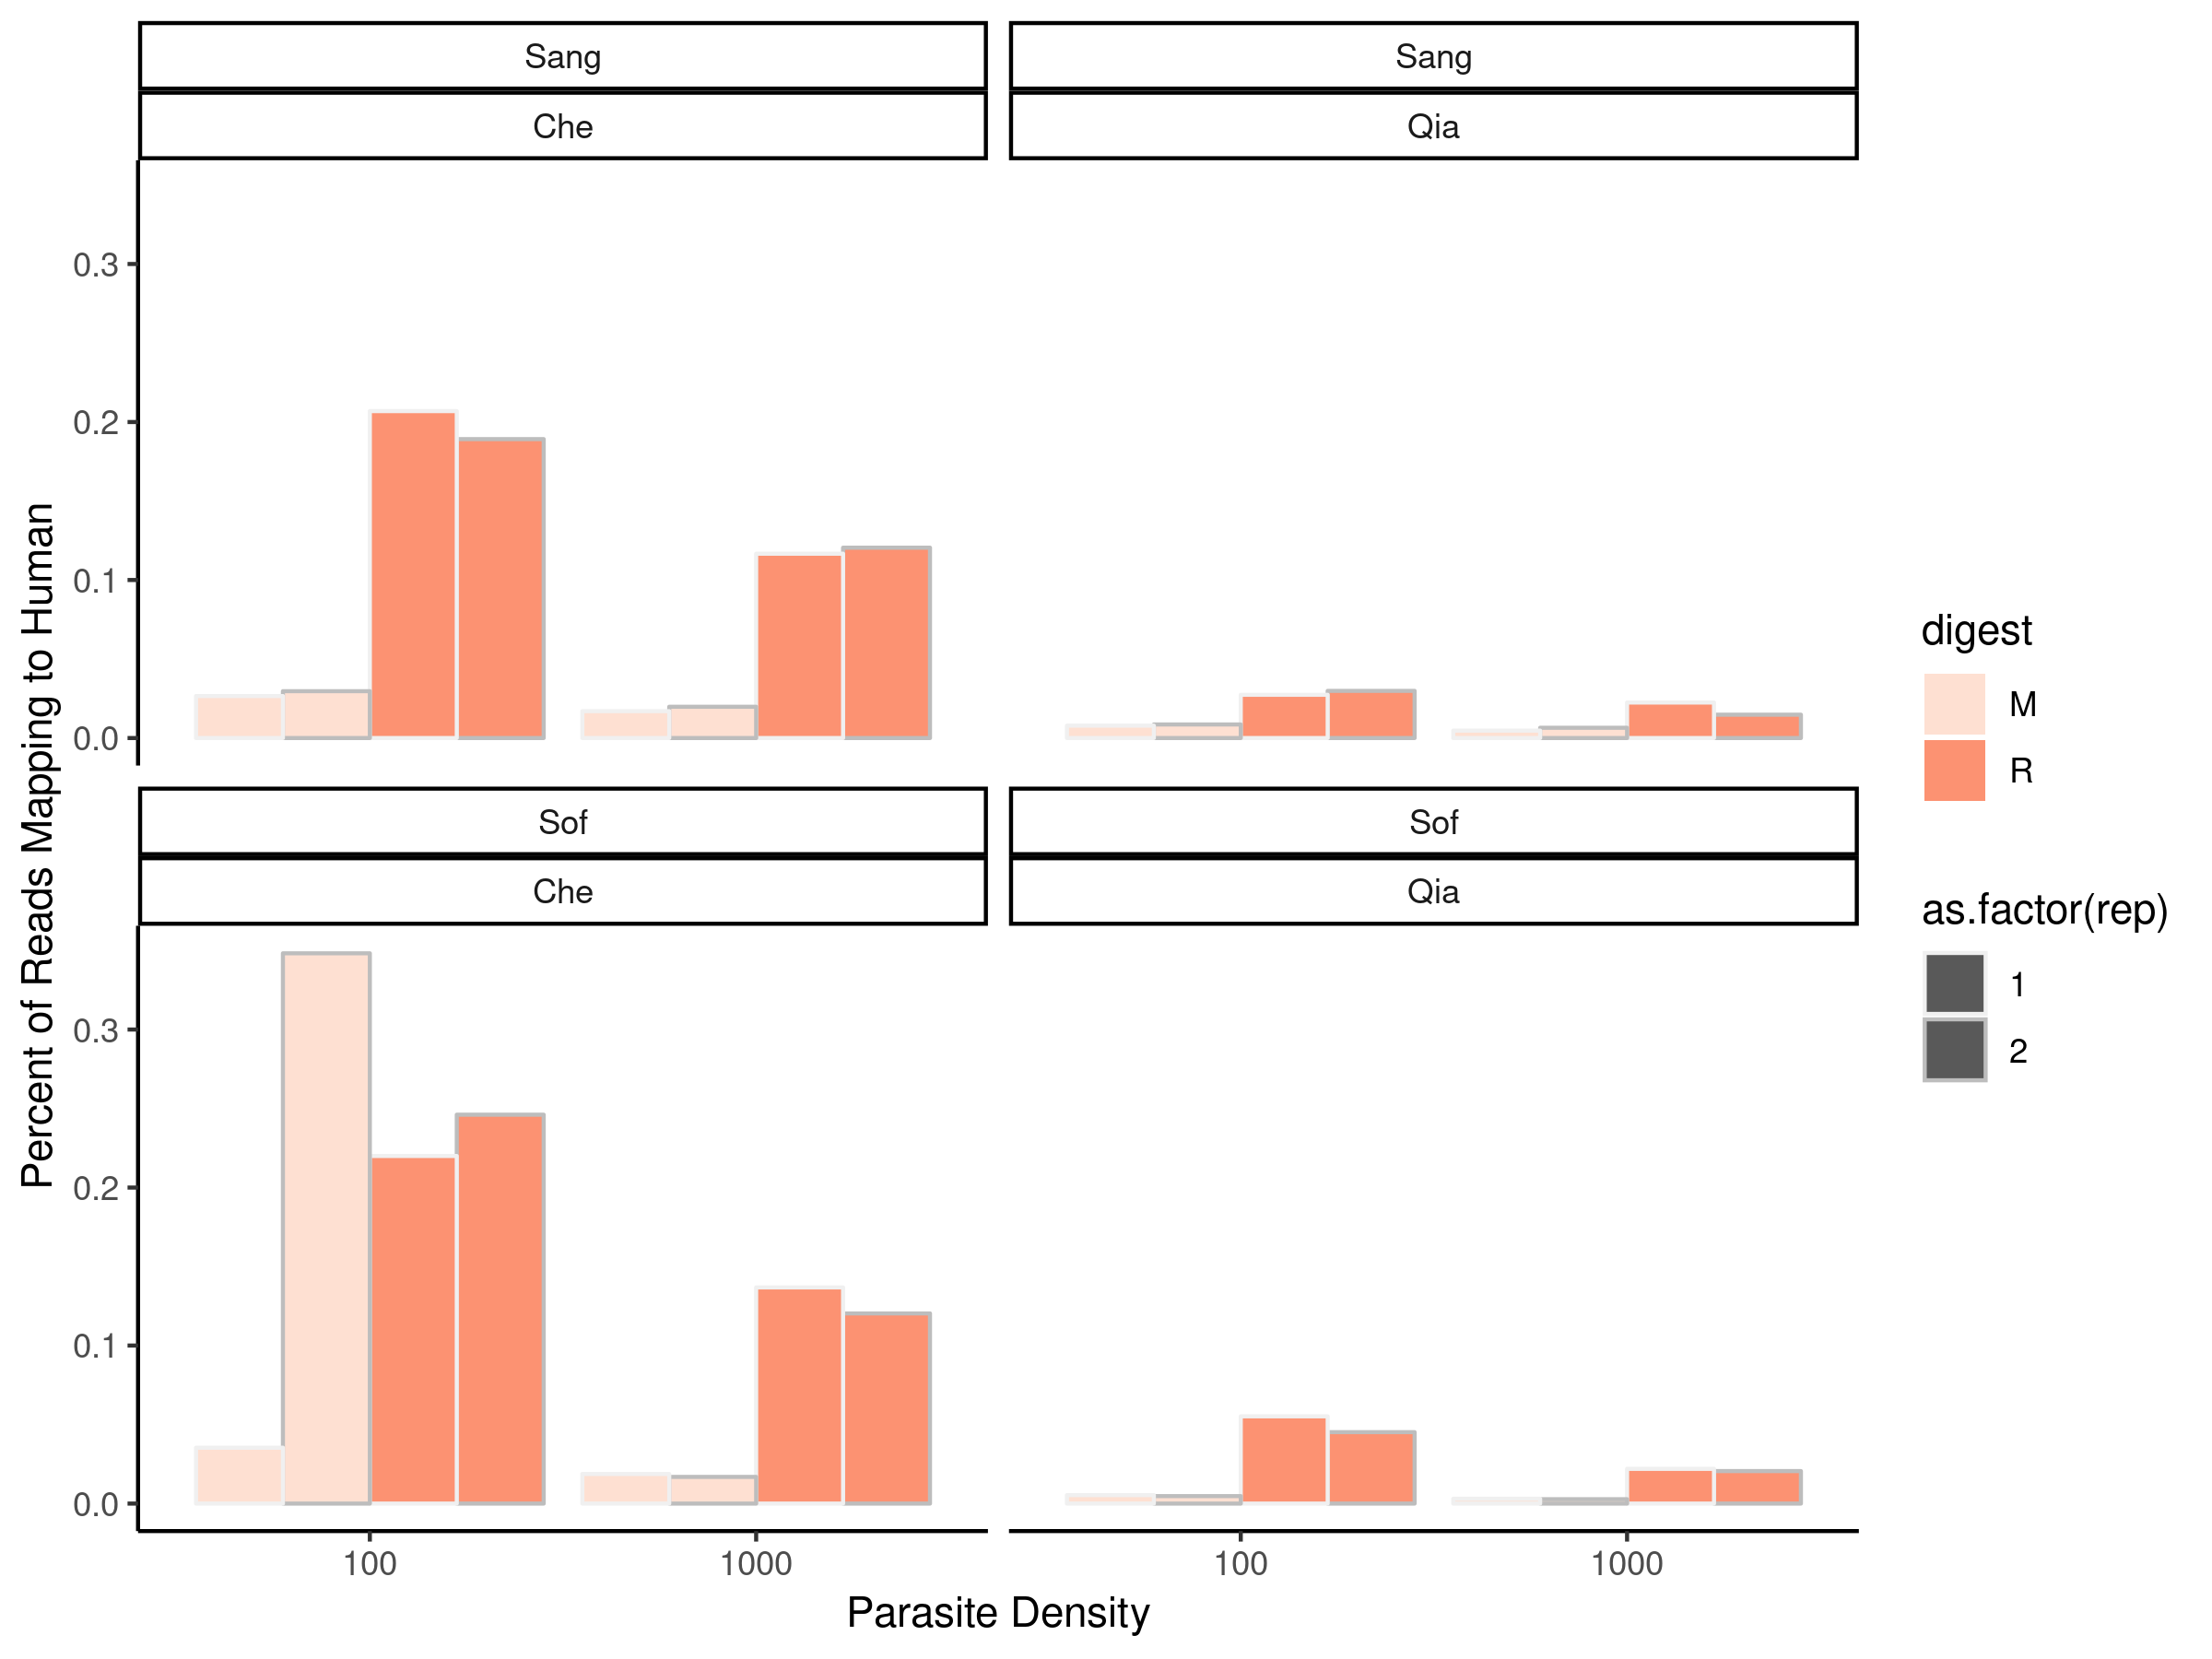 Sang
Sang
Che
Qia
0.3
0.2
0.1
0.0
Sof
Sof
Che
Qia
0.3
0.2
0.1
0.0
100
1000
100
1000
Parasite Density
Percent of Reads Mapping to Human
digest
M
R
as.factor(rep)
1
2